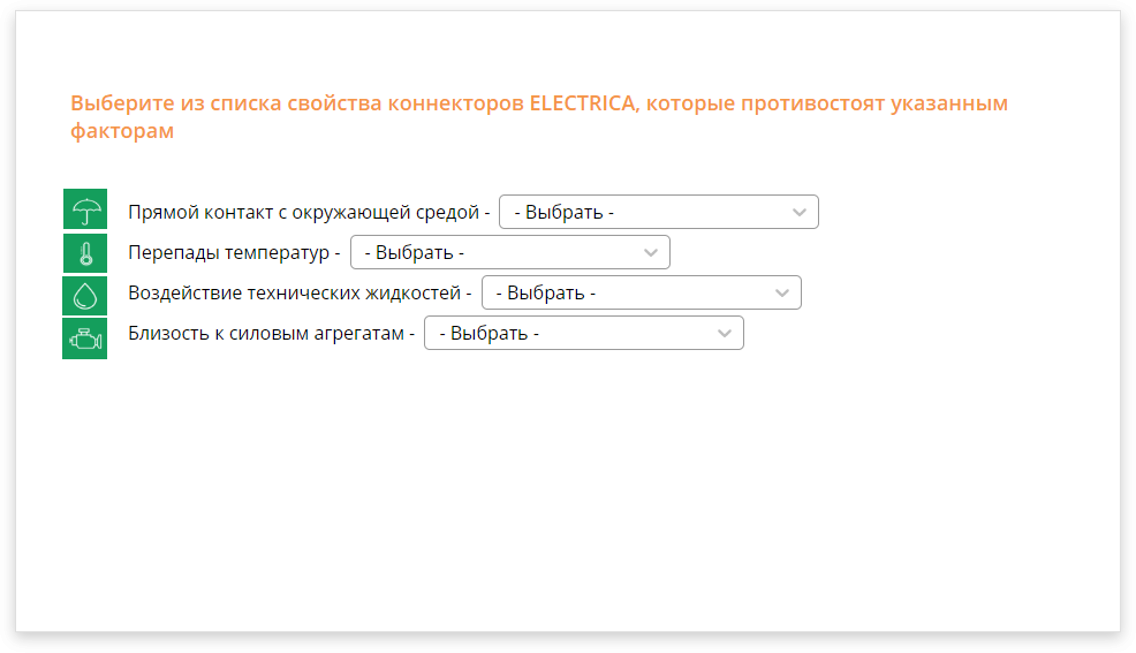 Выберите из списка свойства коннекторов ELECTRICA, которые противостоят указанным
факторам
Прямой контакт с окружающей средой - - Выбрать -
Перепады температур - - Выбрать -
Воздействие технических жидкостей - - Выбрать -
Близость к силовым агрегатам - - Выбрать -